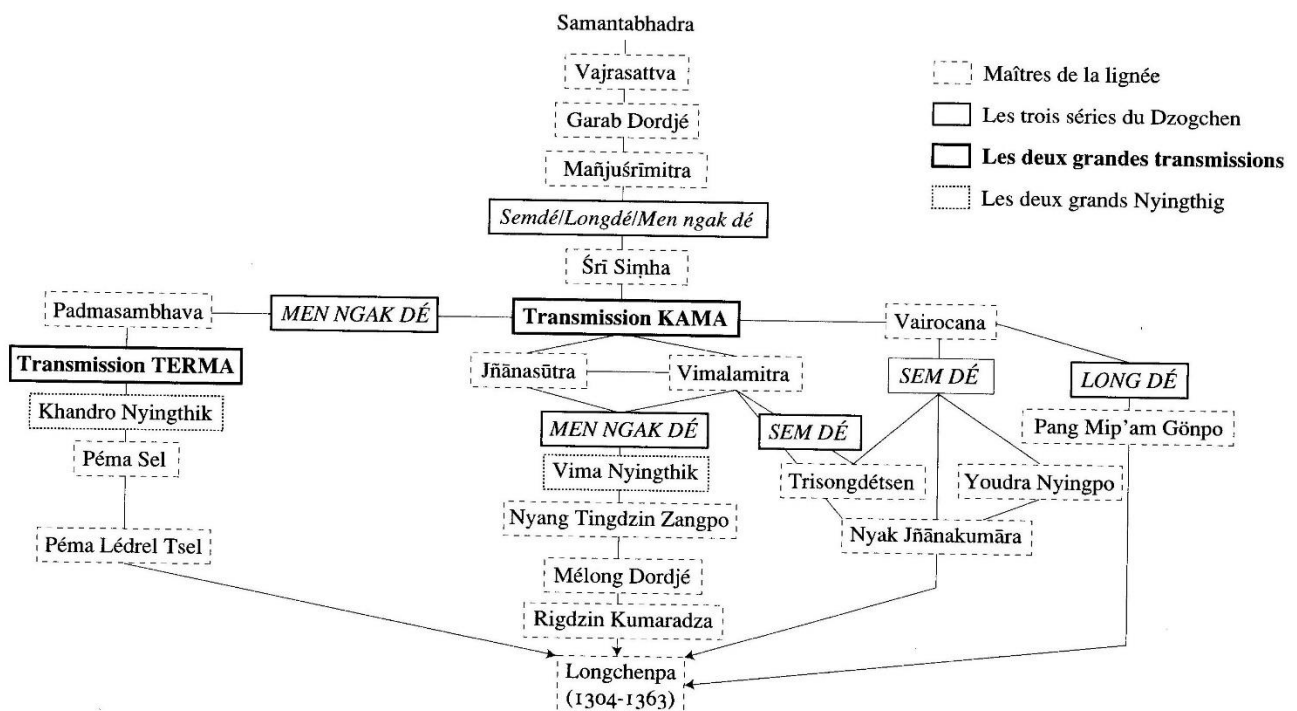 Samantabhadra
Vajrasattva
Garab Dordjé
Mañjuśrīmitra
Semdé/Longdé/Men ngak dé
Śrī Siṃha
Maîtres de la lignée
Les trois séries du Dzogchen
Les deux grandes transmissions
Les deux grands Nyingthig
Padmasambhava
MEN NGAK DÉ
Transmission KAMA
Vairocana
Transmission TERMA
Jñānasūtra
Vimalamitra
SEM DÉ
LONG DÉ
Khandro Nyingthik
MEN NGAK DÉ
SEM DÉ
Pang Mip'am Gönpo
Péma Sel
Vima Nyingthik
Trisongdétsen
Youdra Nyingpo
Nyang Tingdzin Zangpo
Nyak Jñānakumāra
Péma Lédrel Tsel
Mélong Dordjé
Rigdzin Kumaradza
Longchenpa
(1304-1363)